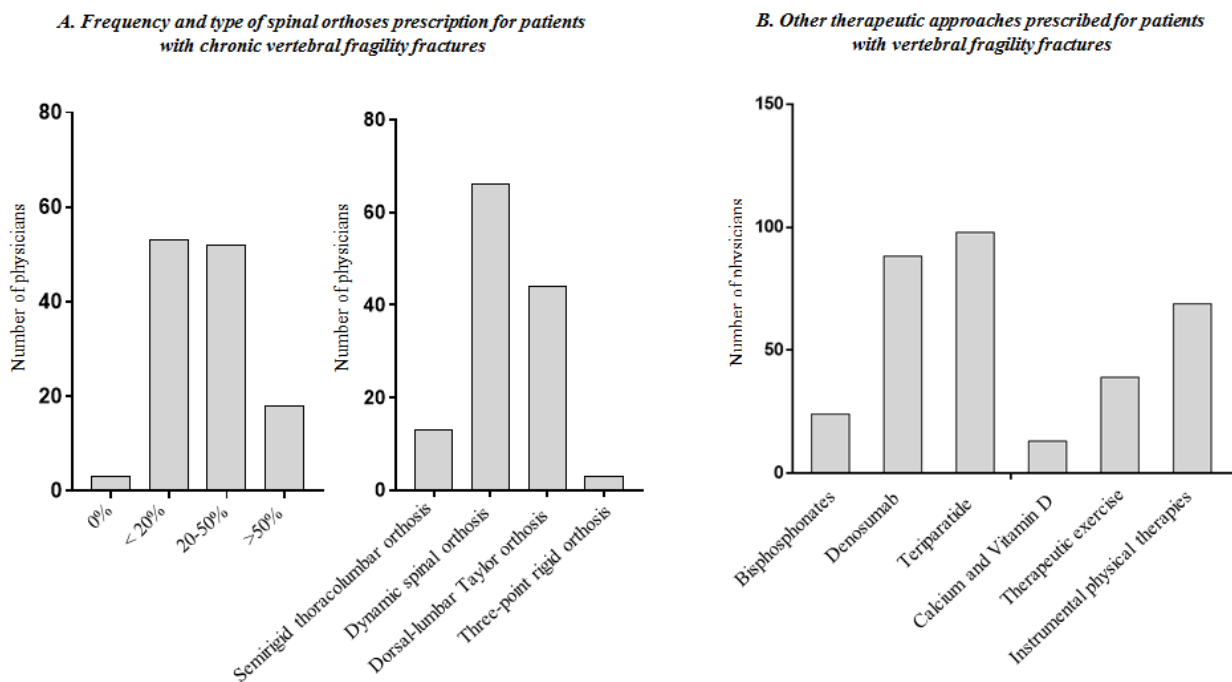 A. Frequency and type of spinal orthoses prescription for patients
with chronic vertebral fragility fractures
Number of physicians
80
60
40
20
0
0%
< 20%
20-50%
>50%
Number of physicians
80
60
40
20
0
Semirigid thoracolumbar orthosis
Dynamic spinal orthosis
Dorsal-lumbar Taylor orthosis
Three-point rigid orthosis
B. Other therapeutic approaches prescribed for patients
with vertebral fragility fractures
Number of physicians
150
100
50
0
Bisphosphonates
Denosumab
Teriparatide
Calcium and Vitamin D
Therapeutic exercise
Instrumental physical therapies